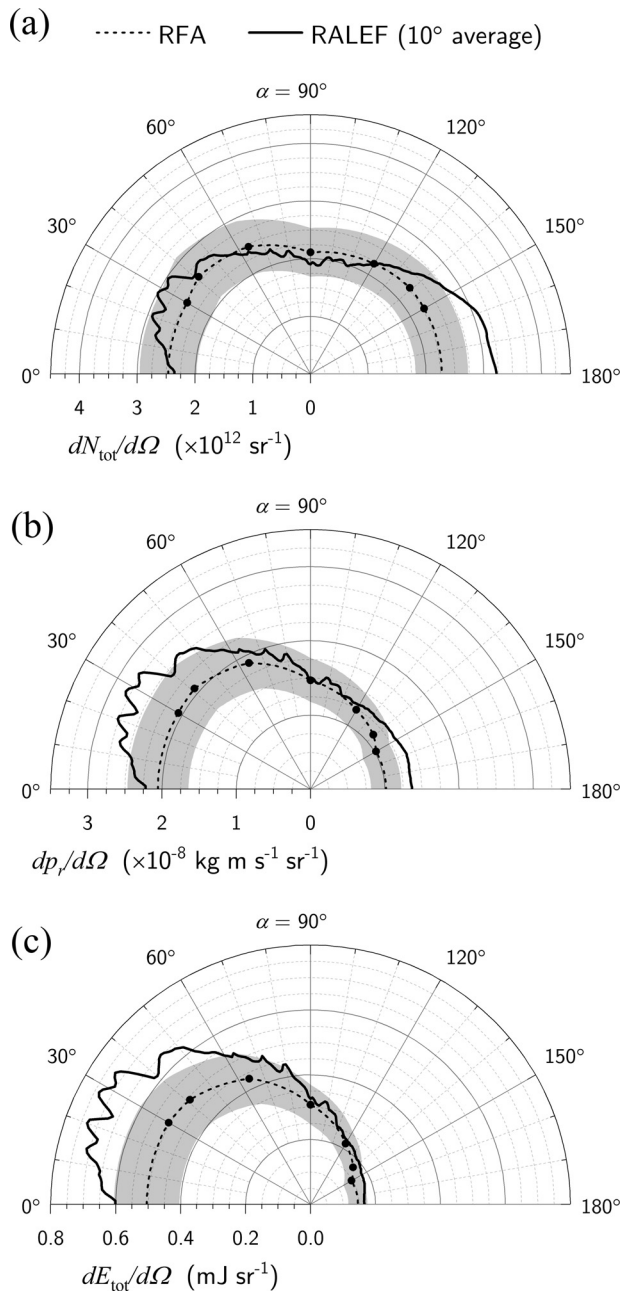 (a) RFA RALEF (10° average)
α = 90°
60° 120°
30° 150°
0° 180°
4 3 2 1 0
dN_tot/dΩ (×10¹² sr⁻¹)
(b) α = 90°
60° 120°
30° 150°
0° 180°
3 2 1 0
dp_r/dΩ (×10⁻⁸ kg m s⁻¹ sr⁻¹)
(c) α = 90°
60° 120°
30° 150°
0° 180°
0.8 0.6 0.4 0.2 0.0
dE_tot/dΩ (mJ sr⁻¹)